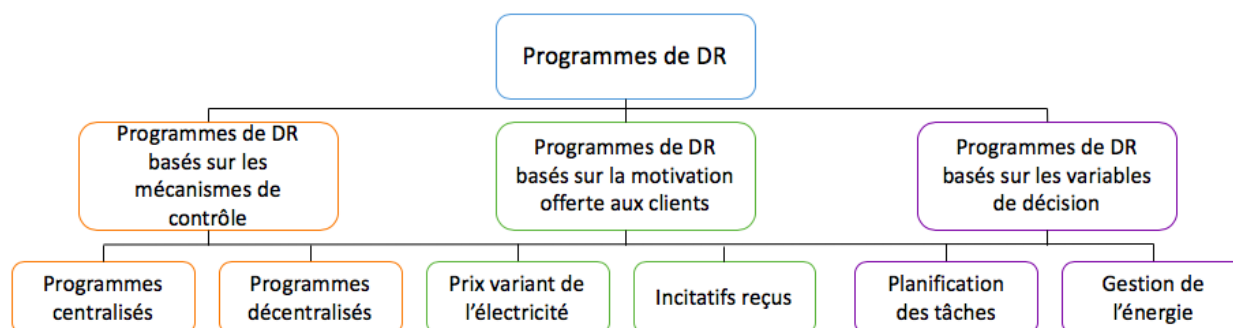 Programmes de DR
Programmes de DR
basés sur les
mécanismes de
contrôle
Programmes de DR
basés sur la motivation
offerte aux clients
Programmes de DR
basés sur les variables
de décision
Programmes
centralisés
Programmes
décentralisés
Prix variant de
l'électricité
Incitatifs reçus
Planification
des tâches
Gestion de
l'énergie